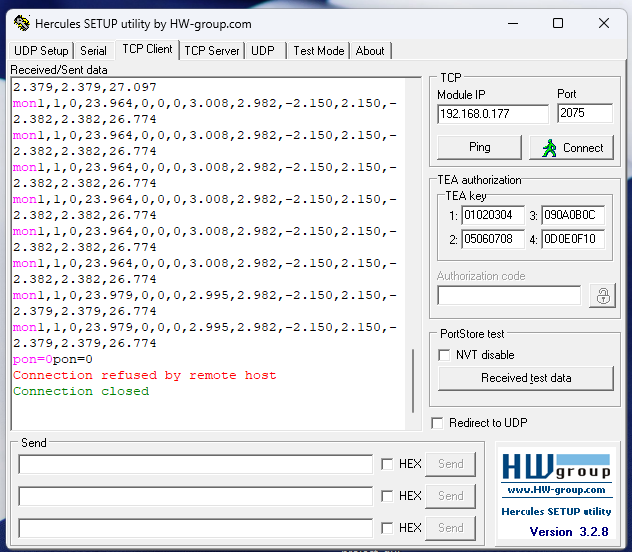 Hercules SETUP utility by HW-group.com
UDP Setup Serial TCP Client TCP Server UDP Test Mode About
Received/Sent data
2.379,2.379,27.097
mon1,1,0,23.964,0,0,0,3.008,2.982,-2.150,2.150,-
2.382,2.382,26.774
mon1,1,0,23.964,0,0,0,3.008,2.982,-2.150,2.150,-
2.382,2.382,26.774
mon1,1,0,23.964,0,0,0,3.008,2.982,-2.150,2.150,-
2.382,2.382,26.774
mon1,1,0,23.964,0,0,0,3.008,2.982,-2.150,2.150,-
2.382,2.382,26.774
mon1,1,0,23.964,0,0,0,3.008,2.982,-2.150,2.150,-
2.382,2.382,26.774
mon1,1,0,23.964,0,0,0,3.008,2.982,-2.150,2.150,-
2.382,2.382,26.774
mon1,1,0,23.979,0,0,0,2.995,2.982,-2.150,2.150,-
2.379,2.379,26.774
mon1,1,0,23.979,0,0,0,2.995,2.982,-2.150,2.150,-
2.379,2.379,26.774
pon=0pon=0
Connection refused by remote host
Connection closed
TCP
Module IP Port
192.168.0.177 2075
Ping Connect
TEA authorization
TEA key
1: 01020304 3: 090A0B0C
2: 05060708 4: 0D0E0F10
Authorization code
PortStore test
NVT disable
Received test data
Redirect to UDP
Send
HEX Send
HEX Send
HEX Send
HW group
www.HW-group.com
Hercules SETUP utility
Version 3.2.8